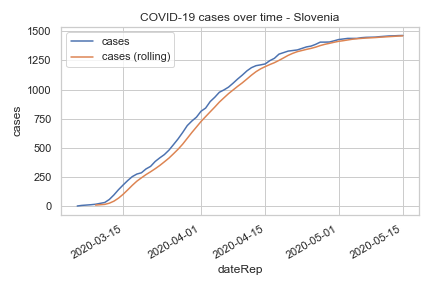 COVID-19 cases over time - Slovenia
cases
cases (rolling)
1500
1250
1000
750
500
250
0
cases
2020-03-15
2020-04-01
2020-04-15
2020-05-01
2020-05-15
dateRep